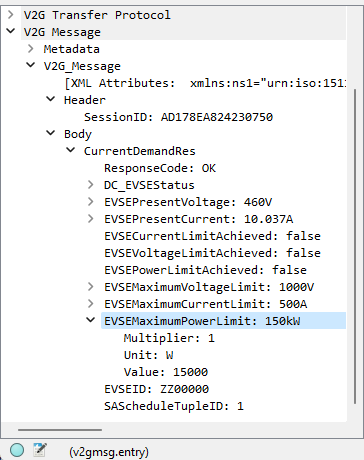 V2G Transfer Protocol
V2G Message
Metadata
V2G_Message
[XML Attributes:  xmlns:ns1="urn:iso:151
Header
SessionID: AD178EA824230750
Body
CurrentDemandRes
ResponseCode: OK
DC_EVSEStatus
EVSEPresentVoltage: 460V
EVSEPresentCurrent: 10.037A
EVSECurrentLimitAchieved: false
EVSEVoltageLimitAchieved: false
EVSEPowerLimitAchieved: false
EVSEMaximumVoltageLimit: 1000V
EVSEMaximumCurrentLimit: 500A
EVSEMaximumPowerLimit: 150kW
Multiplier: 1
Unit: W
Value: 15000
EVSEID: ZZ00000
SAScheduleTupleID: 1
(v2gmsg.entry)